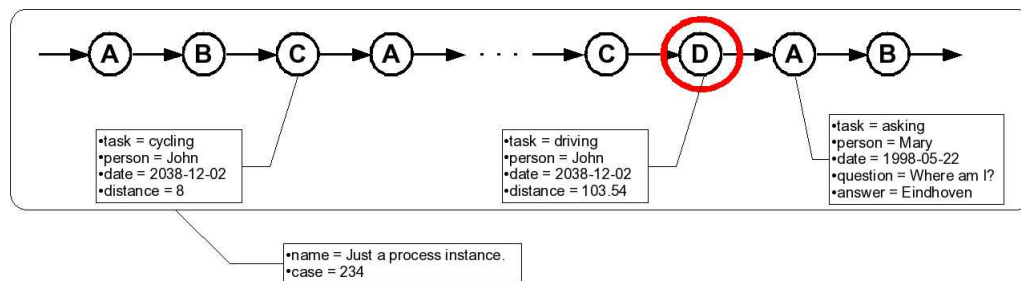 A B C A . . . C D A B
•task = cycling
•person = John
•date = 2038-12-02
•distance = 8
•task = driving
•person = John
•date = 2038-12-02
•distance = 103.54
•task = asking
•person = Mary
•date = 1998-05-22
•question = Where am I?
•answer = Eindhoven
•name = Just a process instance.
•case = 234